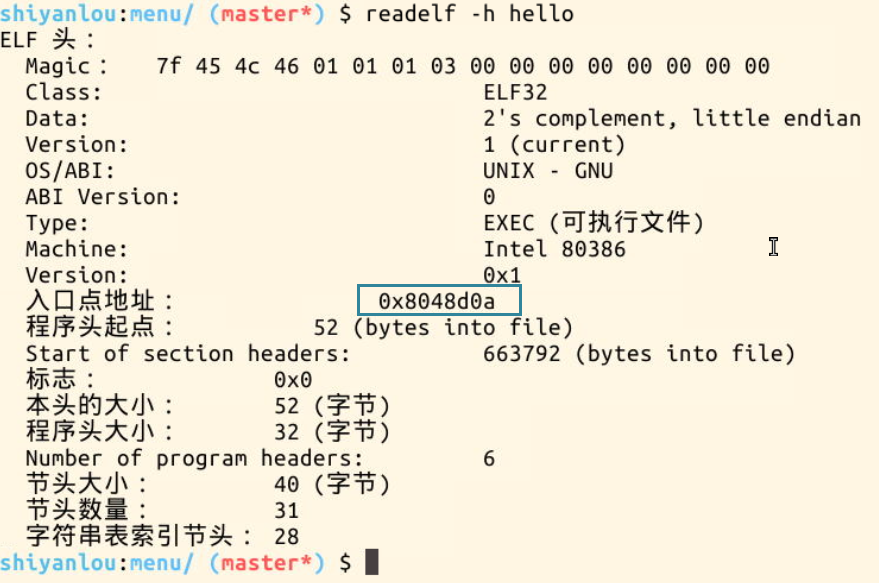 shiyanlou:menu/ (master*) $ readelf -h hello
ELF 头：
Magic： 7f 45 4c 46 01 01 01 03 00 00 00 00 00 00 00 00
Class: ELF32
Data: 2's complement, little endian
Version: 1 (current)
OS/ABI: UNIX - GNU
ABI Version: 0
Type: EXEC (可执行文件)
Machine: Intel 80386
Version: 0x1
入口点地址： 0x8048d0a
程序头起点： 52 (bytes into file)
Start of section headers: 663792 (bytes into file)
标志： 0x0
本头的大小： 52 (字节)
程序头大小： 32 (字节)
Number of program headers: 6
节头大小： 40 (字节)
节头数量： 31
字符串表索引节头： 28
shiyanlou:menu/ (master*) $